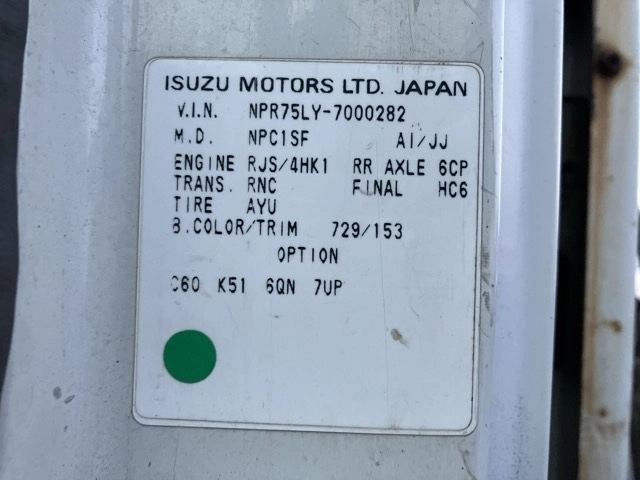 ISUZU MOTORS LTD. JAPAN
V.I.N. NPR75LY-7000282
M.D. NPC1SF AI/JJ
ENGINE RJS/4HK1 RR AXLE 6CP
TRANS. RNC FINAL HC6
TIRE AYU
B.COLOR/TRIM 729/153
OPTION
C60 K51 6QN 7UP